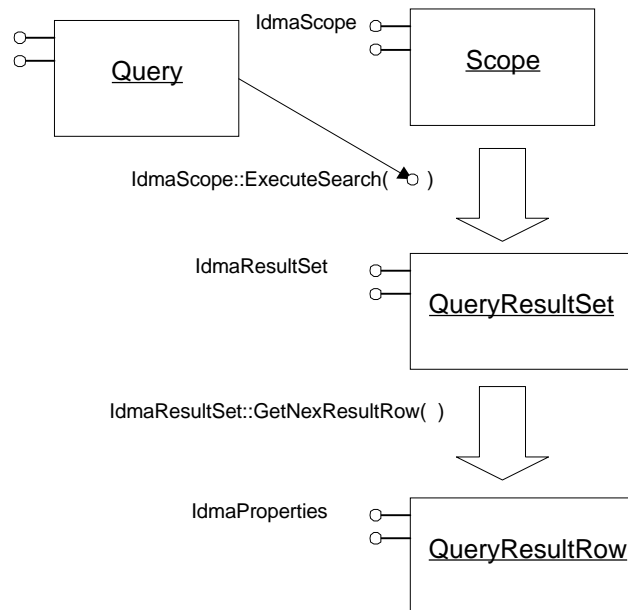 IdmaScope
Query
Scope
IdmaScope::ExecuteSearch( )
IdmaResultSet
QueryResultSet
IdmaResultSet::GetNexResultRow( )
IdmaProperties
QueryResultRow